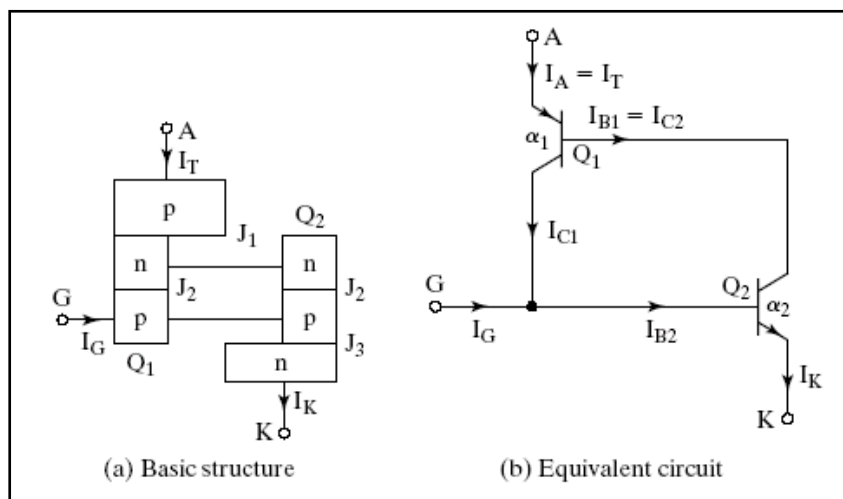 A
I_T
p
J_1
Q_2
n
n
J_2
J_2
G
p
p
I_G
J_3
Q_1
n
I_K
K
(a) Basic structure
A
I_A = I_T
I_B1 = I_C2
α_1
Q_1
I_C1
G
Q_2
α_2
I_G
I_B2
I_K
K
(b) Equivalent circuit